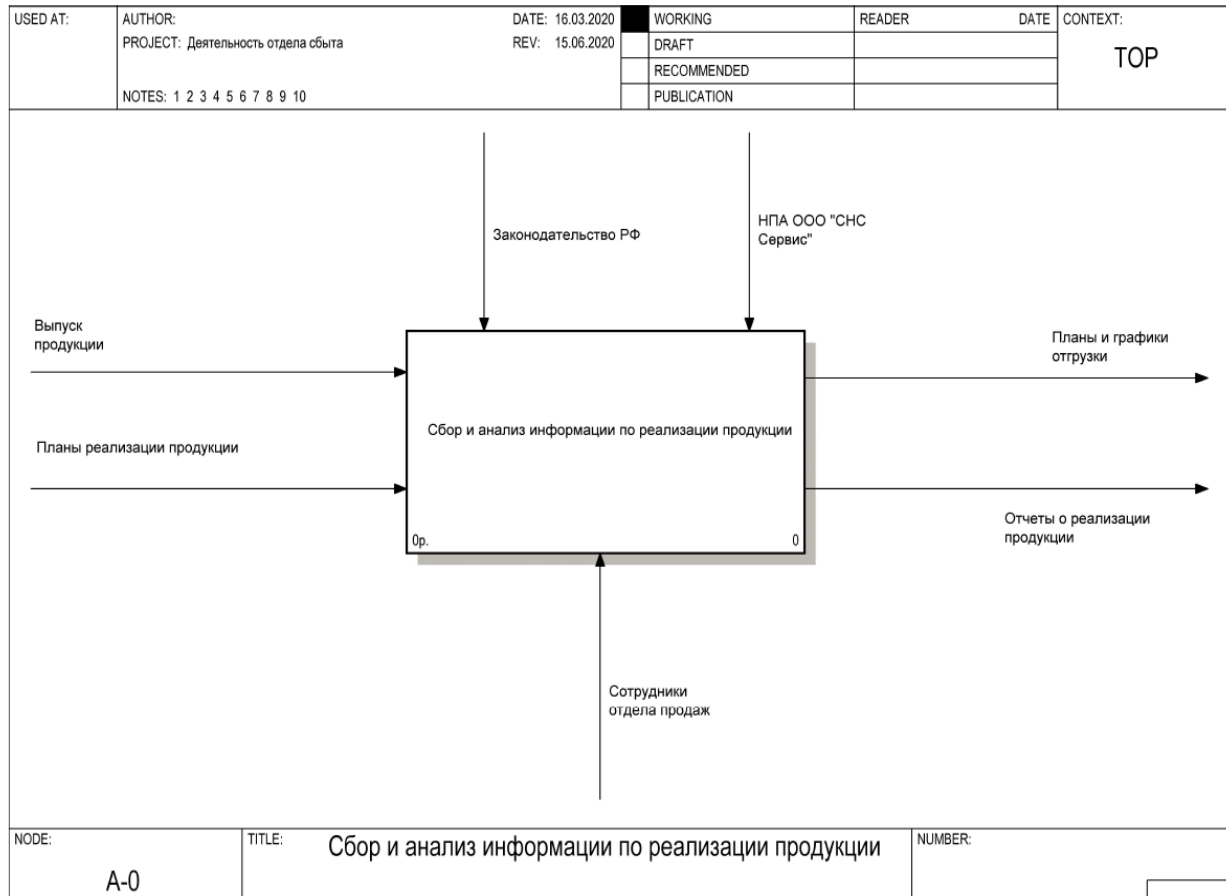 USED AT:
AUTHOR:
DATE: 16.03.2020
WORKING
READER
DATE
CONTEXT:
PROJECT: Деятельность отдела сбыта
REV: 15.06.2020
DRAFT
TOP
RECOMMENDED
NOTES: 1 2 3 4 5 6 7 8 9 10
PUBLICATION
Законодательство РФ
НПА ООО "СНС
Сервис"
Выпуск
продукции
Планы и графики
отгрузки
Сбор и анализ информации по реализации продукции
Планы реализации продукции
Отчеты о реализации
продукции
0р.
0
Сотрудники
отдела продаж
NODE:
TITLE:
Сбор и анализ информации по реализации продукции
NUMBER:
A-0